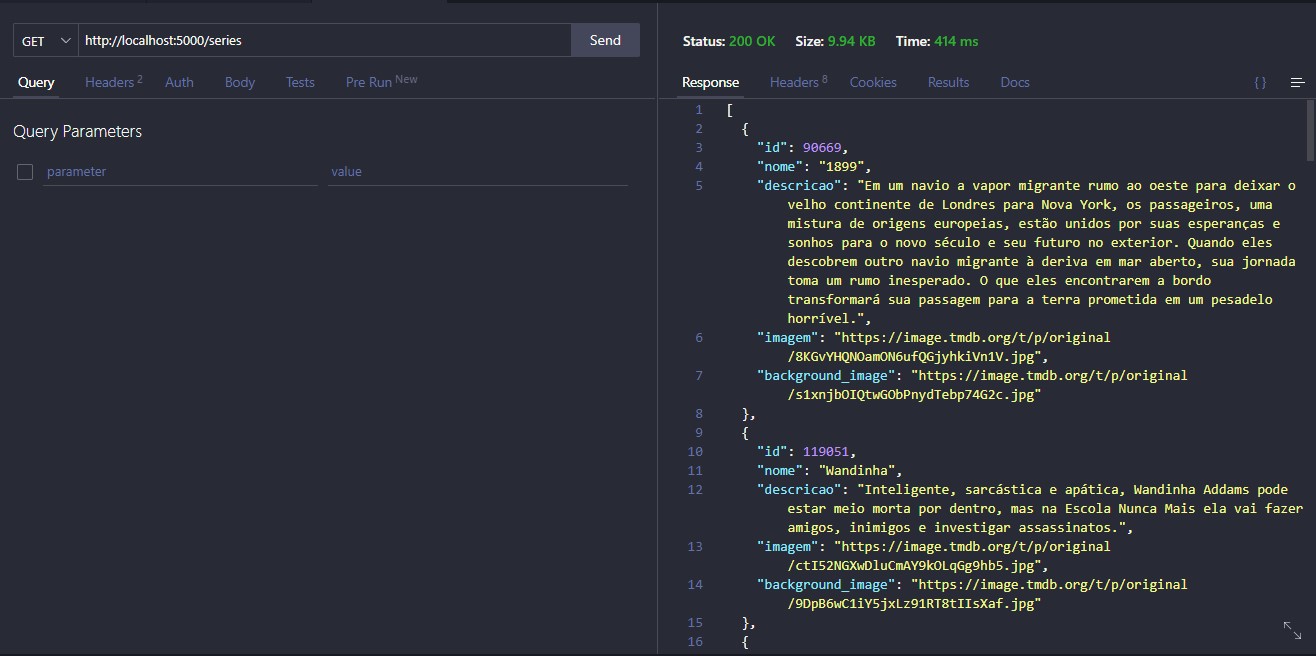 GET http://localhost:5000/series Send
Query Headers 2 Auth Body Tests Pre Run New
Query Parameters
parameter value
Status: 200 OK Size: 9.94 KB Time: 414 ms
Response Headers 8 Cookies Results Docs {}
1 [
2 {
3 "id": 90669,
4 "nome": "1899",
5 "descricao": "Em um navio a vapor migrante rumo ao oeste para deixar o
velho continente de Londres para Nova York, os passageiros, uma
mistura de origens europeias, estão unidos por suas esperanças e
sonhos para o novo século e seu futuro no exterior. Quando eles
descobrem outro navio migrante à deriva em mar aberto, sua jornada
toma um rumo inesperado. O que eles encontrarem a bordo
transformará sua passagem para a terra prometida em um pesadelo
horrível.",
6 "imagem": "https://image.tmdb.org/t/p/original
/8KGvYHQNOamON6ufQGjyhkiVn1V.jpg",
7 "background_image": "https://image.tmdb.org/t/p/original
/s1xnjbOIQtwGObPnydTebp74G2c.jpg"
8 },
9 {
10 "id": 119051,
11 "nome": "Wandinha",
12 "descricao": "Inteligente, sarcástica e apática, Wandinha Addams pode
estar meio morta por dentro, mas na Escola Nunca Mais ela vai fazer
amigos, inimigos e investigar assassinatos.",
13 "imagem": "https://image.tmdb.org/t/p/original
/ctI52NGXwDluCmAY9kOLqGg9hb5.jpg",
14 "background_image": "https://image.tmdb.org/t/p/original
/9DpB6wC1iY5jxLz91RT8tIIsXaf.jpg"
15 },
16 {